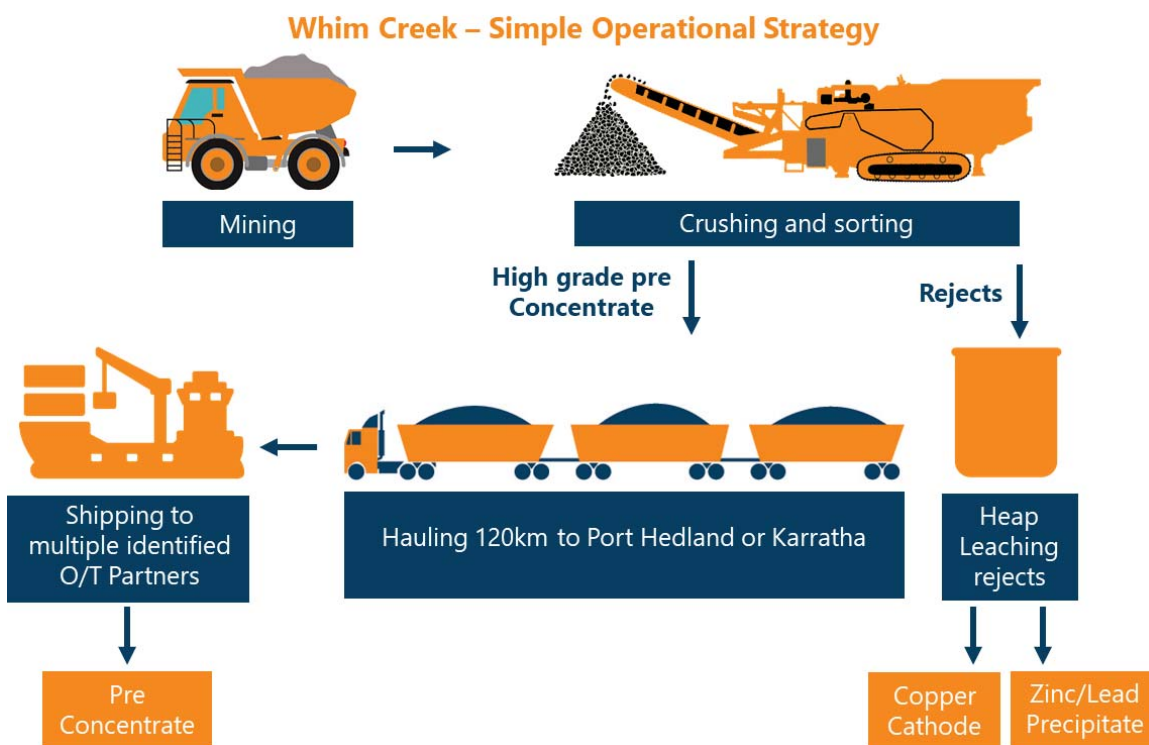 Whim Creek – Simple Operational Strategy
Mining
Crushing and sorting
High grade pre
Concentrate
Rejects
Shipping to
multiple identified
O/T Partners
Hauling 120km to Port Hedland or Karratha
Heap
Leaching
rejects
Pre
Concentrate
Copper
Cathode
Zinc/Lead
Precipitate